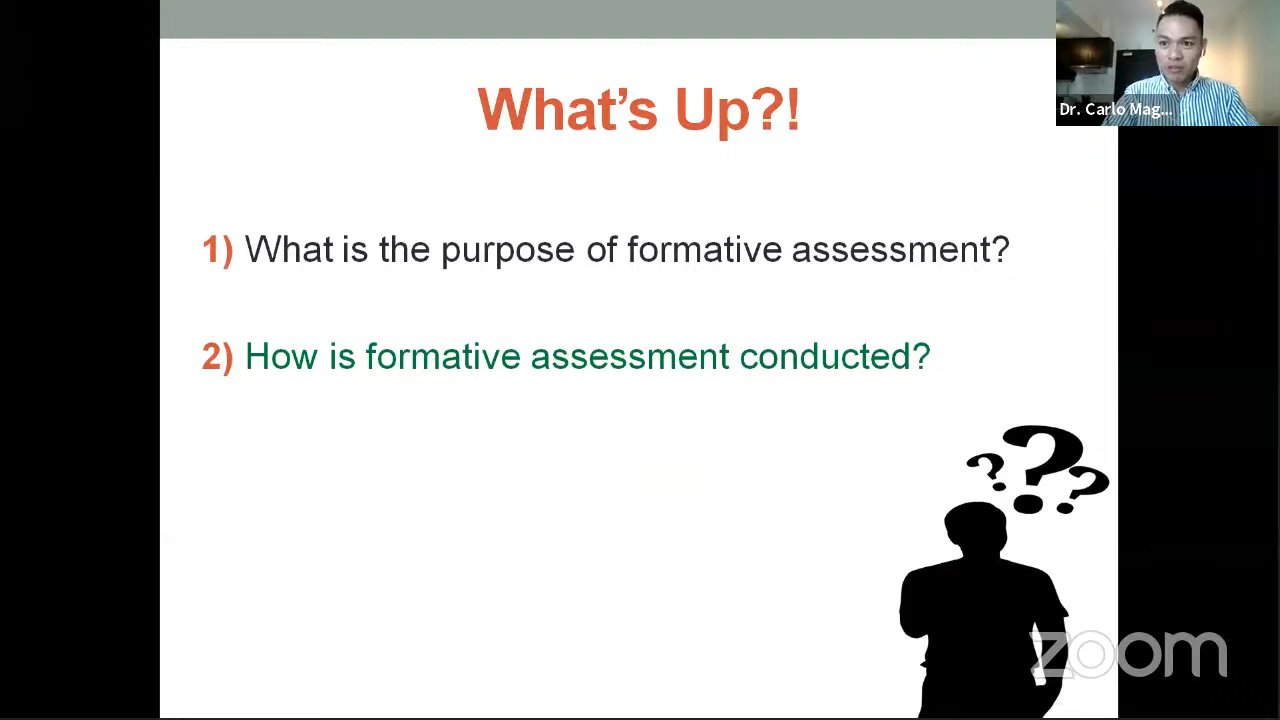 What's Up?!
Dr. Carlo Mag...
1) What is the purpose of formative assessment?
2) How is formative assessment conducted?
? ? ?
zoom